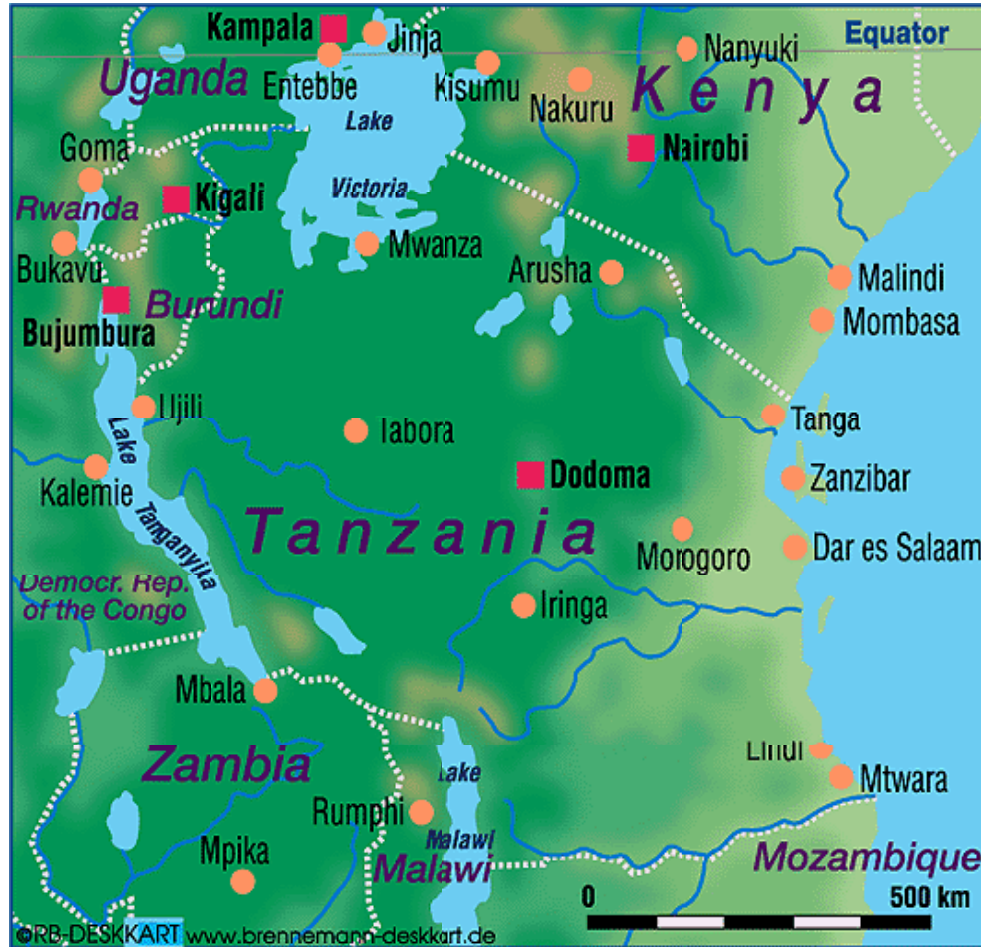 Kampala
Jinja
Equator
Nanyuki
Uganda
Entebbe
Kisumu
Nakuru
Kenya
Lake
Victoria
Nairobi
Goma
Kigali
Rwanda
Bukavu
Mwanza
Arusha
Malindi
Burundi
Mombasa
Bujumbura
Ujili
Tabora
Tanga
Lake
Tanganyika
Kalemie
Dodoma
Zanzibar
Tanzania
Morogoro
Dar es Salaam
Democr. Rep.
of the Congo
Iringa
Mbala
Zambia
Lake
Malawi
Lindi
Mtwara
Rumphi
Malawi
Mpika
Mozambique
0 500 km
©RB-DESKKART www.brennemann-deskkart.de